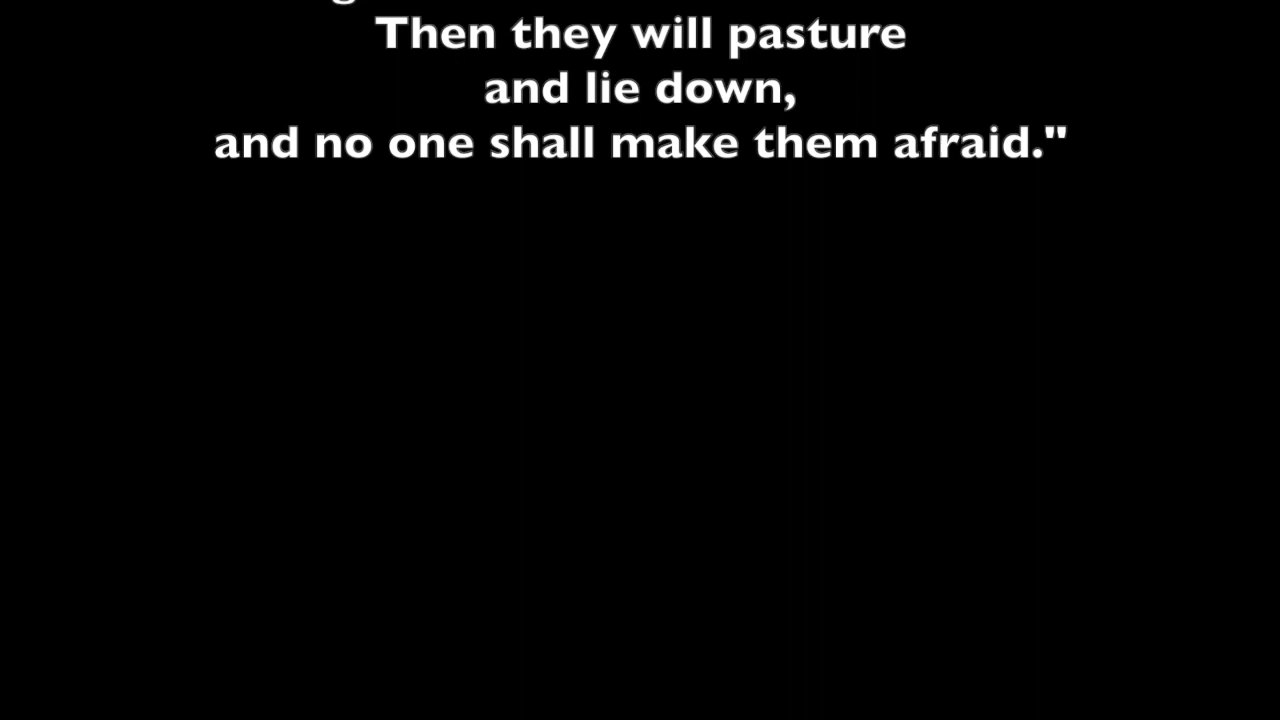 Then they will pasture
and lie down,
and no one shall make them afraid."